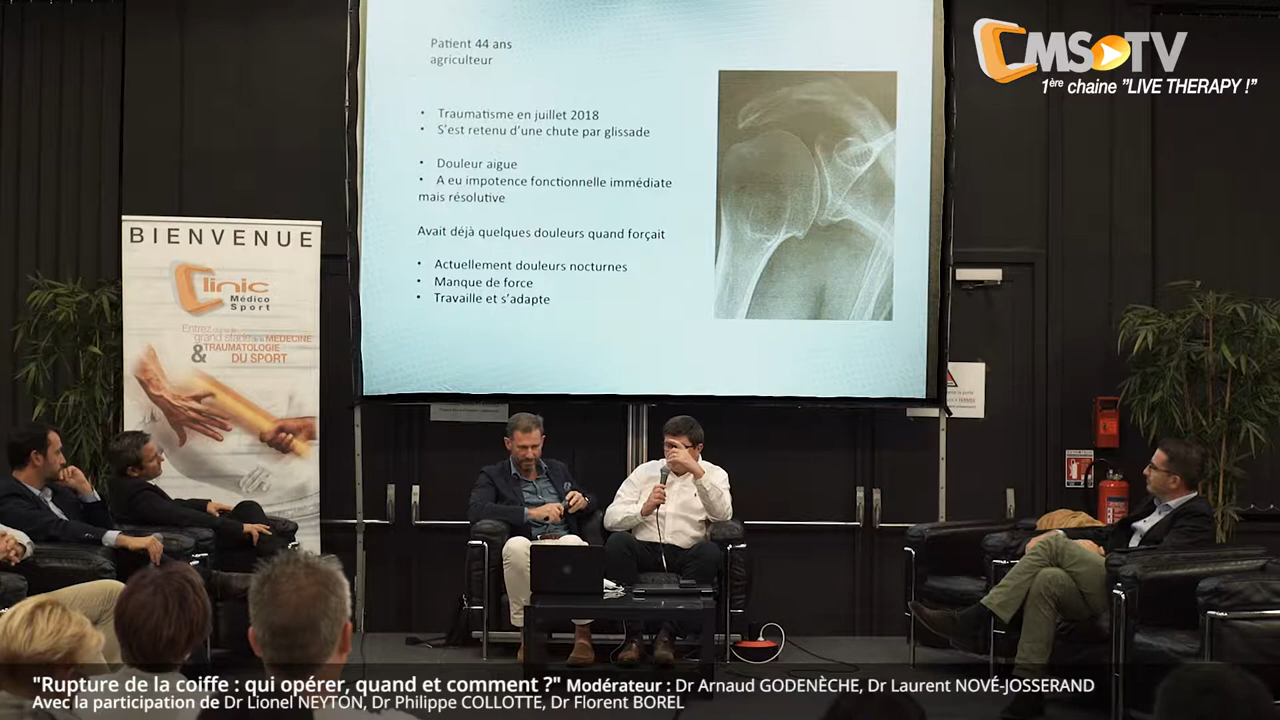 Patient 44 ans
agriculteur
• Traumatisme en juillet 2018
• S'est retenu d'une chute par glissade
• Douleur aigue
• A eu impotence fonctionnelle immédiate
mais résolutive
Avait déjà quelques douleurs quand forçait
• Actuellement douleurs nocturnes
• Manque de force
• Travaille et s'adapte
CMS TV
1ère chaine "LIVE THERAPY !"
BIENVENUE
Clinic
Médico
Sport
Entrez
grand stade MEDECINE
& TRAUMATOLOGIE
DU SPORT
"Rupture de la coiffe : qui opérer, quand et comment ?" Modérateur : Dr Arnaud GODENÈCHE, Dr Laurent NOVÉ-JOSSERAND
Avec la participation de Dr Lionel NEYTON, Dr Philippe COLLOTTE, Dr Florent BOREL